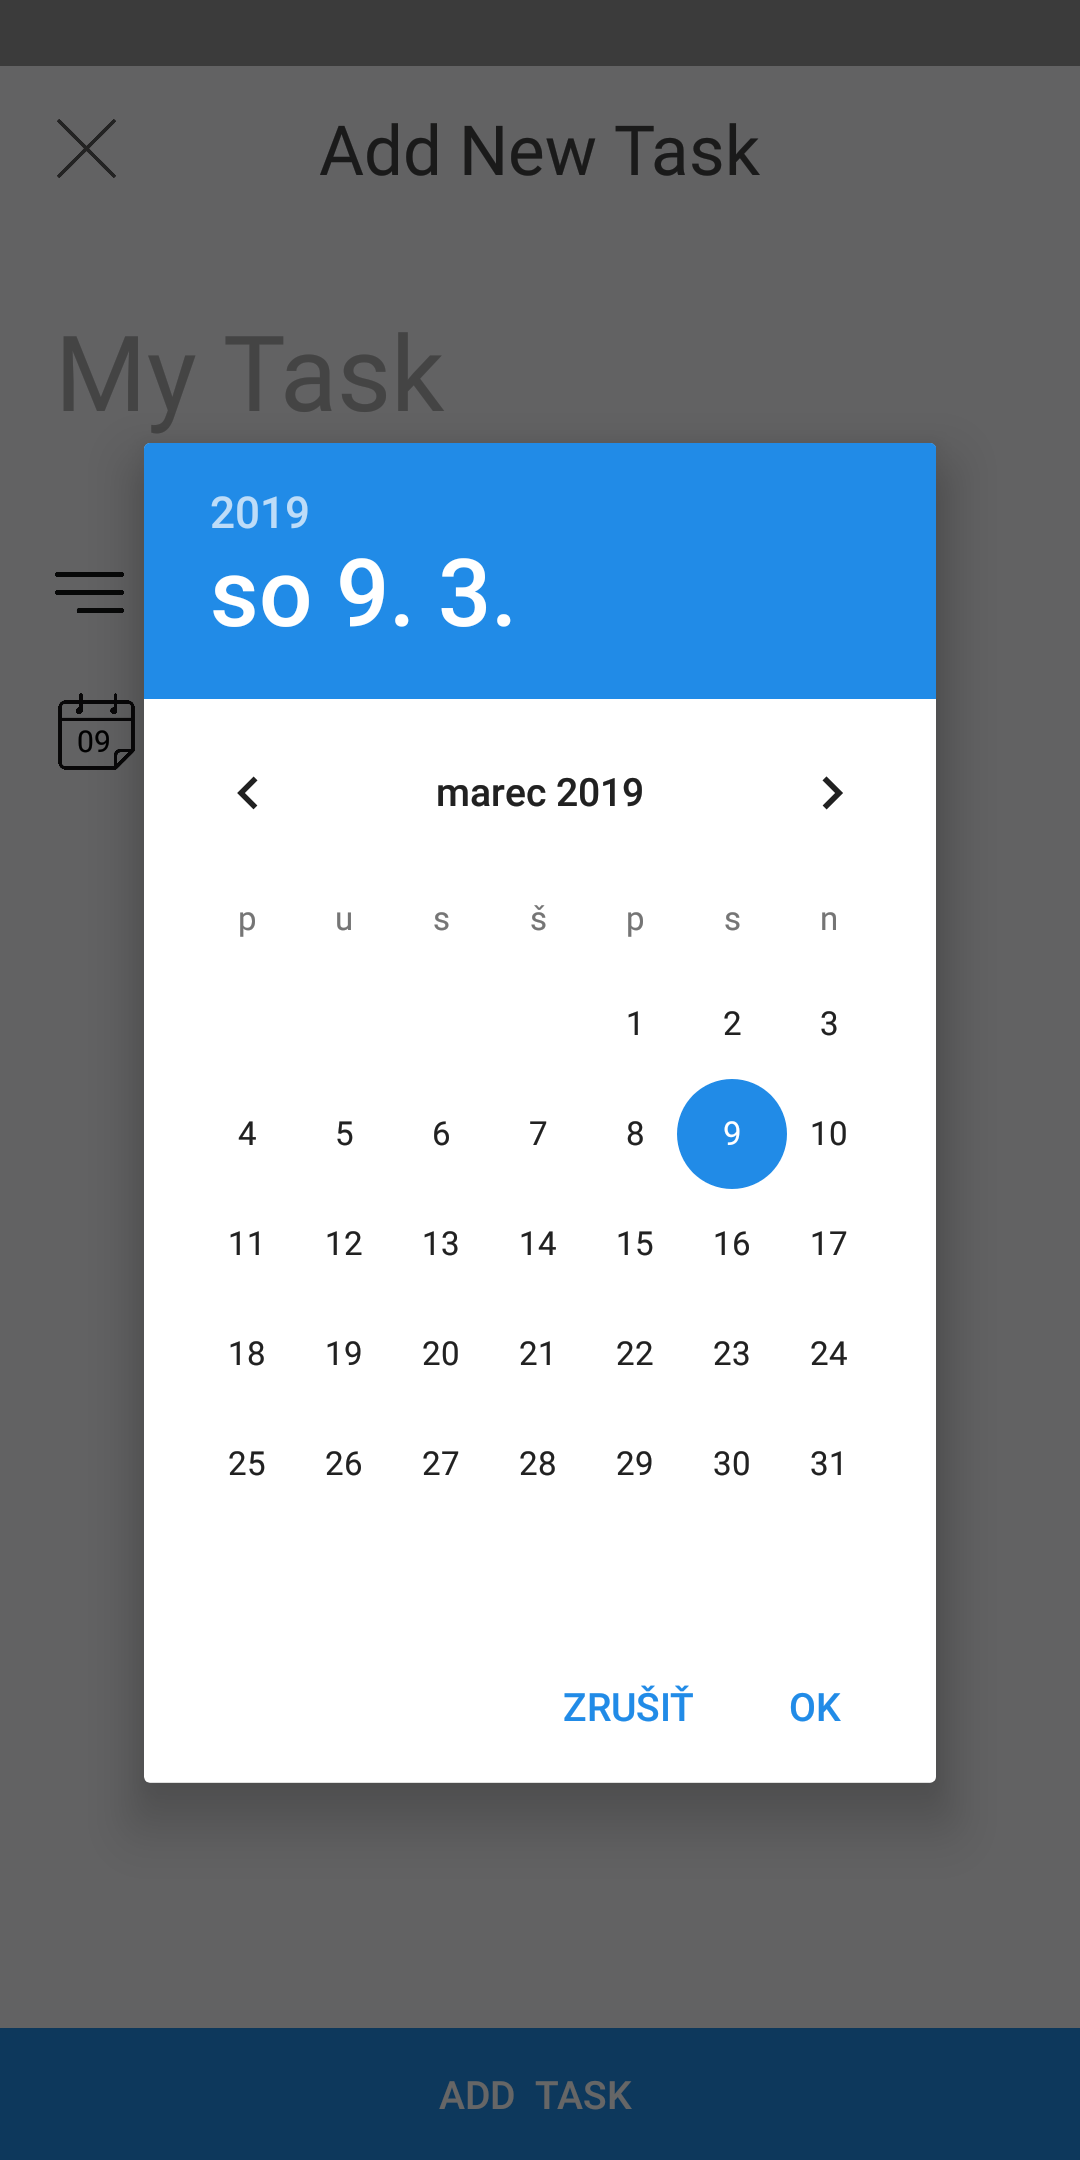 Add New Task
My Task
2019
so 9. 3.
09
marec 2019
p u s š p s n
1 2 3
4 5 6 7 8 9 10
11 12 13 14 15 16 17
18 19 20 21 22 23 24
25 26 27 28 29 30 31
ZRUŠIŤ OK
ADD TASK